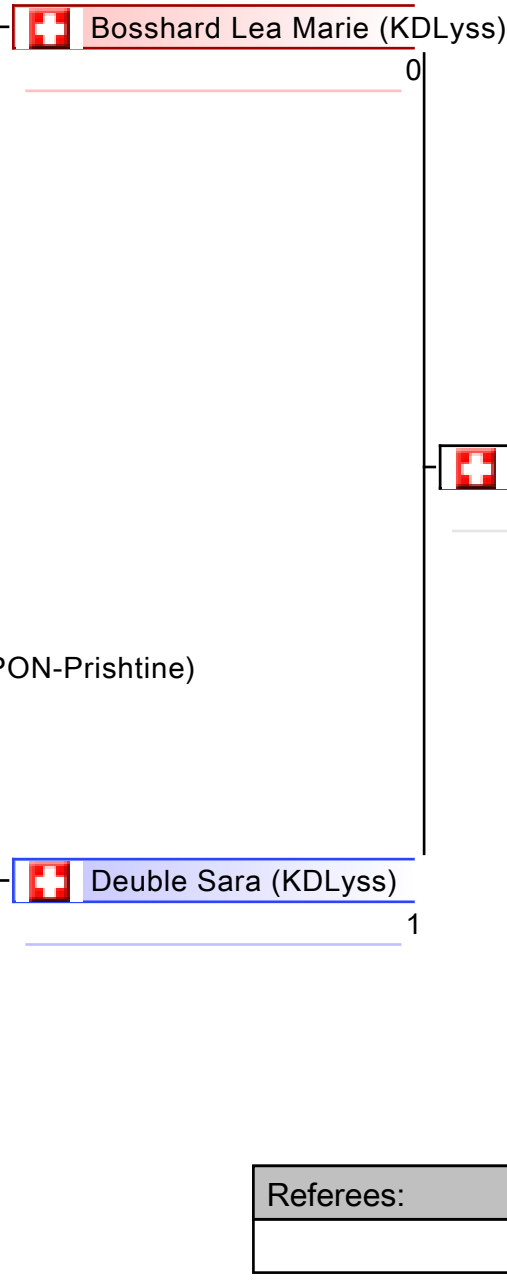 Bosshard Lea Marie (KDLyss)
0
PON-Prishtine)
Deuble Sara (KDLyss)
1
Referees: